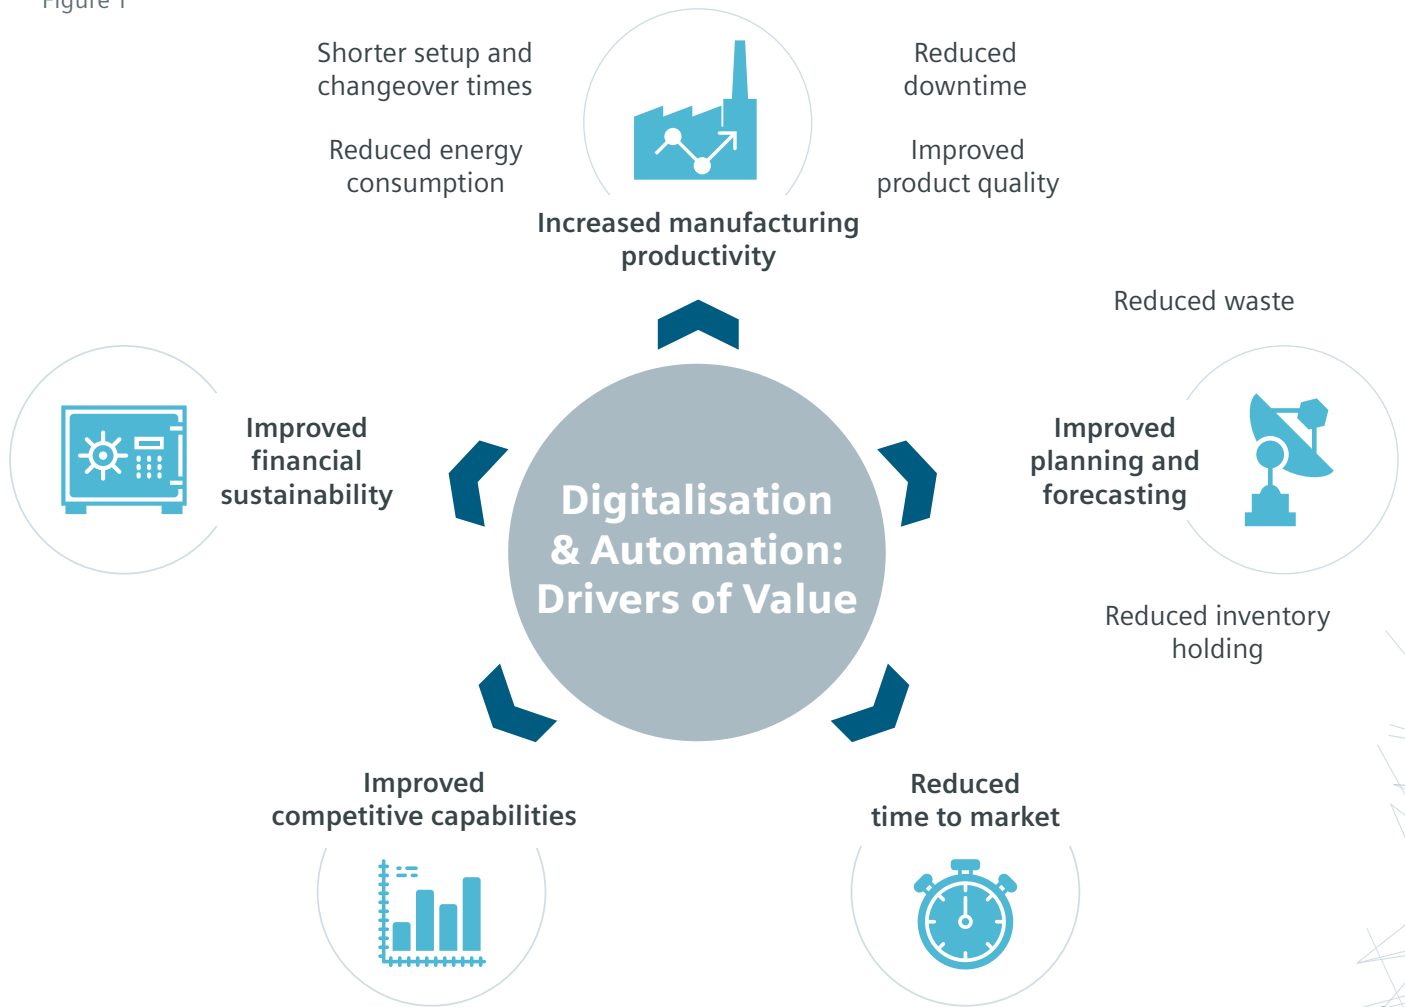 Figure 1
Shorter setup and
changeover times
Reduced energy
consumption
Reduced
downtime
Improved
product quality
Increased manufacturing
productivity
Reduced waste
Improved
planning and
forecasting
Reduced inventory
holding
Improved
financial
sustainability
Digitalisation
& Automation:
Drivers of Value
Improved
competitive capabilities
Reduced
time to market